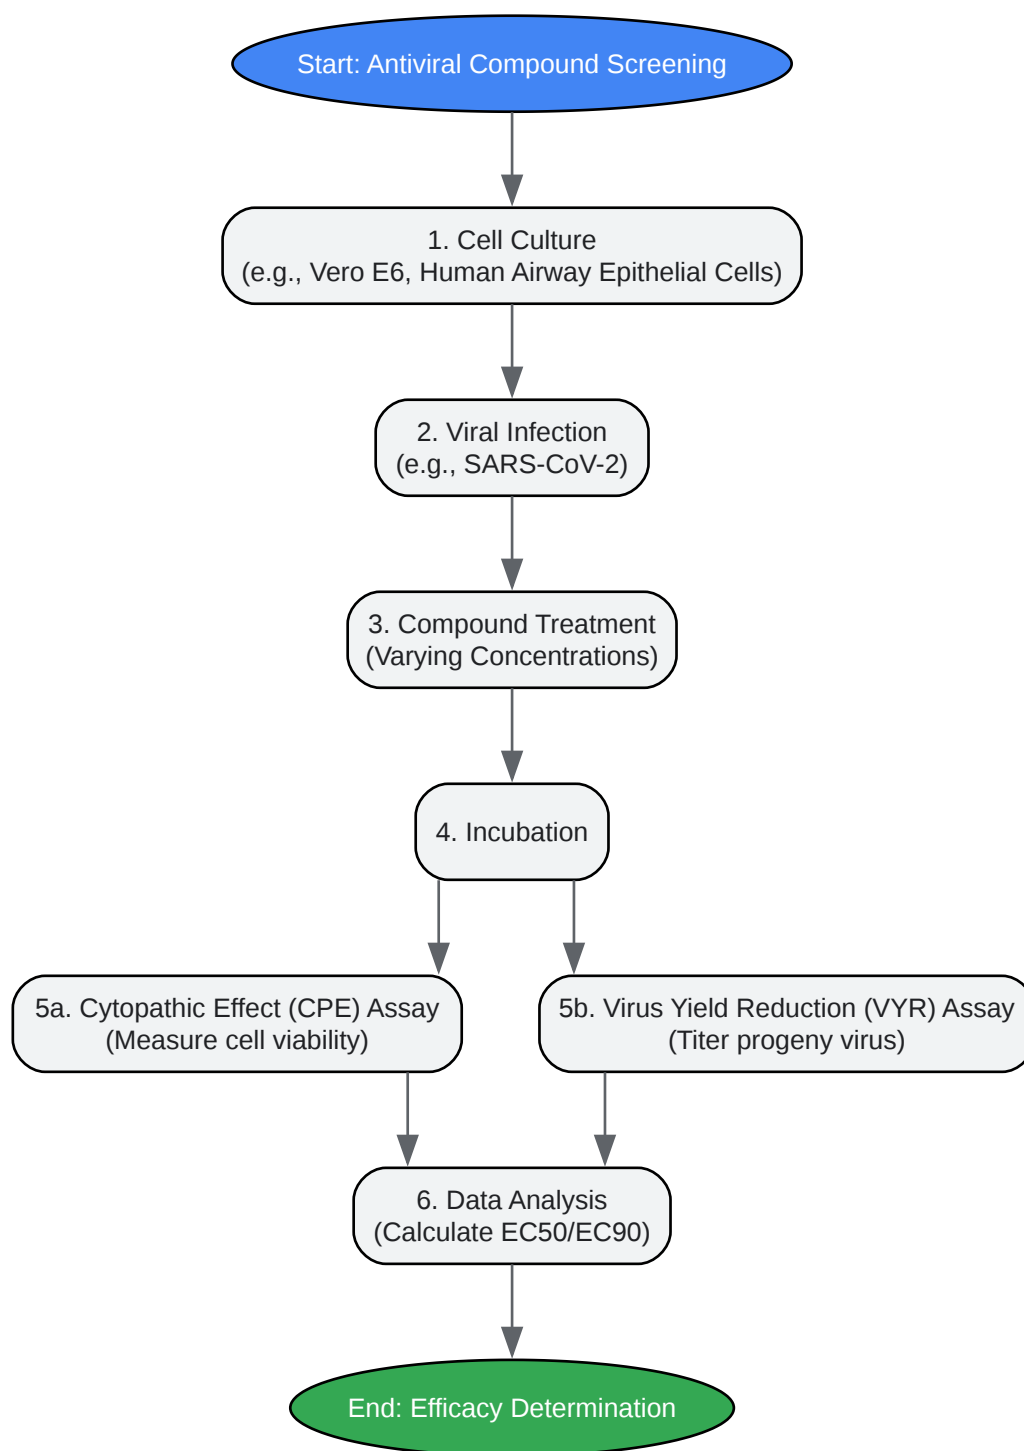 Start: Antiviral Compound Screening
1. Cell Culture
(e.g., Vero E6, Human Airway Epithelial Cells)
2. Viral Infection
(e.g., SARS-CoV-2)
3. Compound Treatment
(Varying Concentrations)
4. Incubation
5a. Cytopathic Effect (CPE) Assay
(Measure cell viability)
5b. Virus Yield Reduction (VYR) Assay
(Titer progeny virus)
6. Data Analysis
(Calculate EC50/EC90)
End: Efficacy Determination